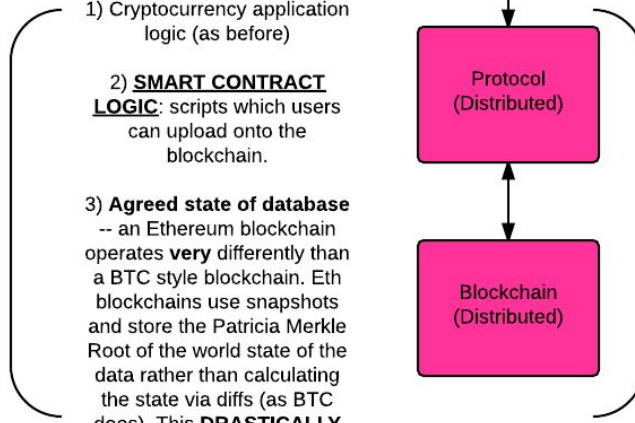 1) Cryptocurrency application
logic (as before)
2) SMART CONTRACT
LOGIC: scripts which users
can upload onto the
blockchain.
3) Agreed state of database
-- an Ethereum blockchain
operates very differently than
a BTC style blockchain. Eth
blockchains use snapshots
and store the Patricia Merkle
Root of the world state of the
data rather than calculating
the state via diffs (as BTC
does). This DRASTICALLY
Protocol
(Distributed)
Blockchain
(Distributed)